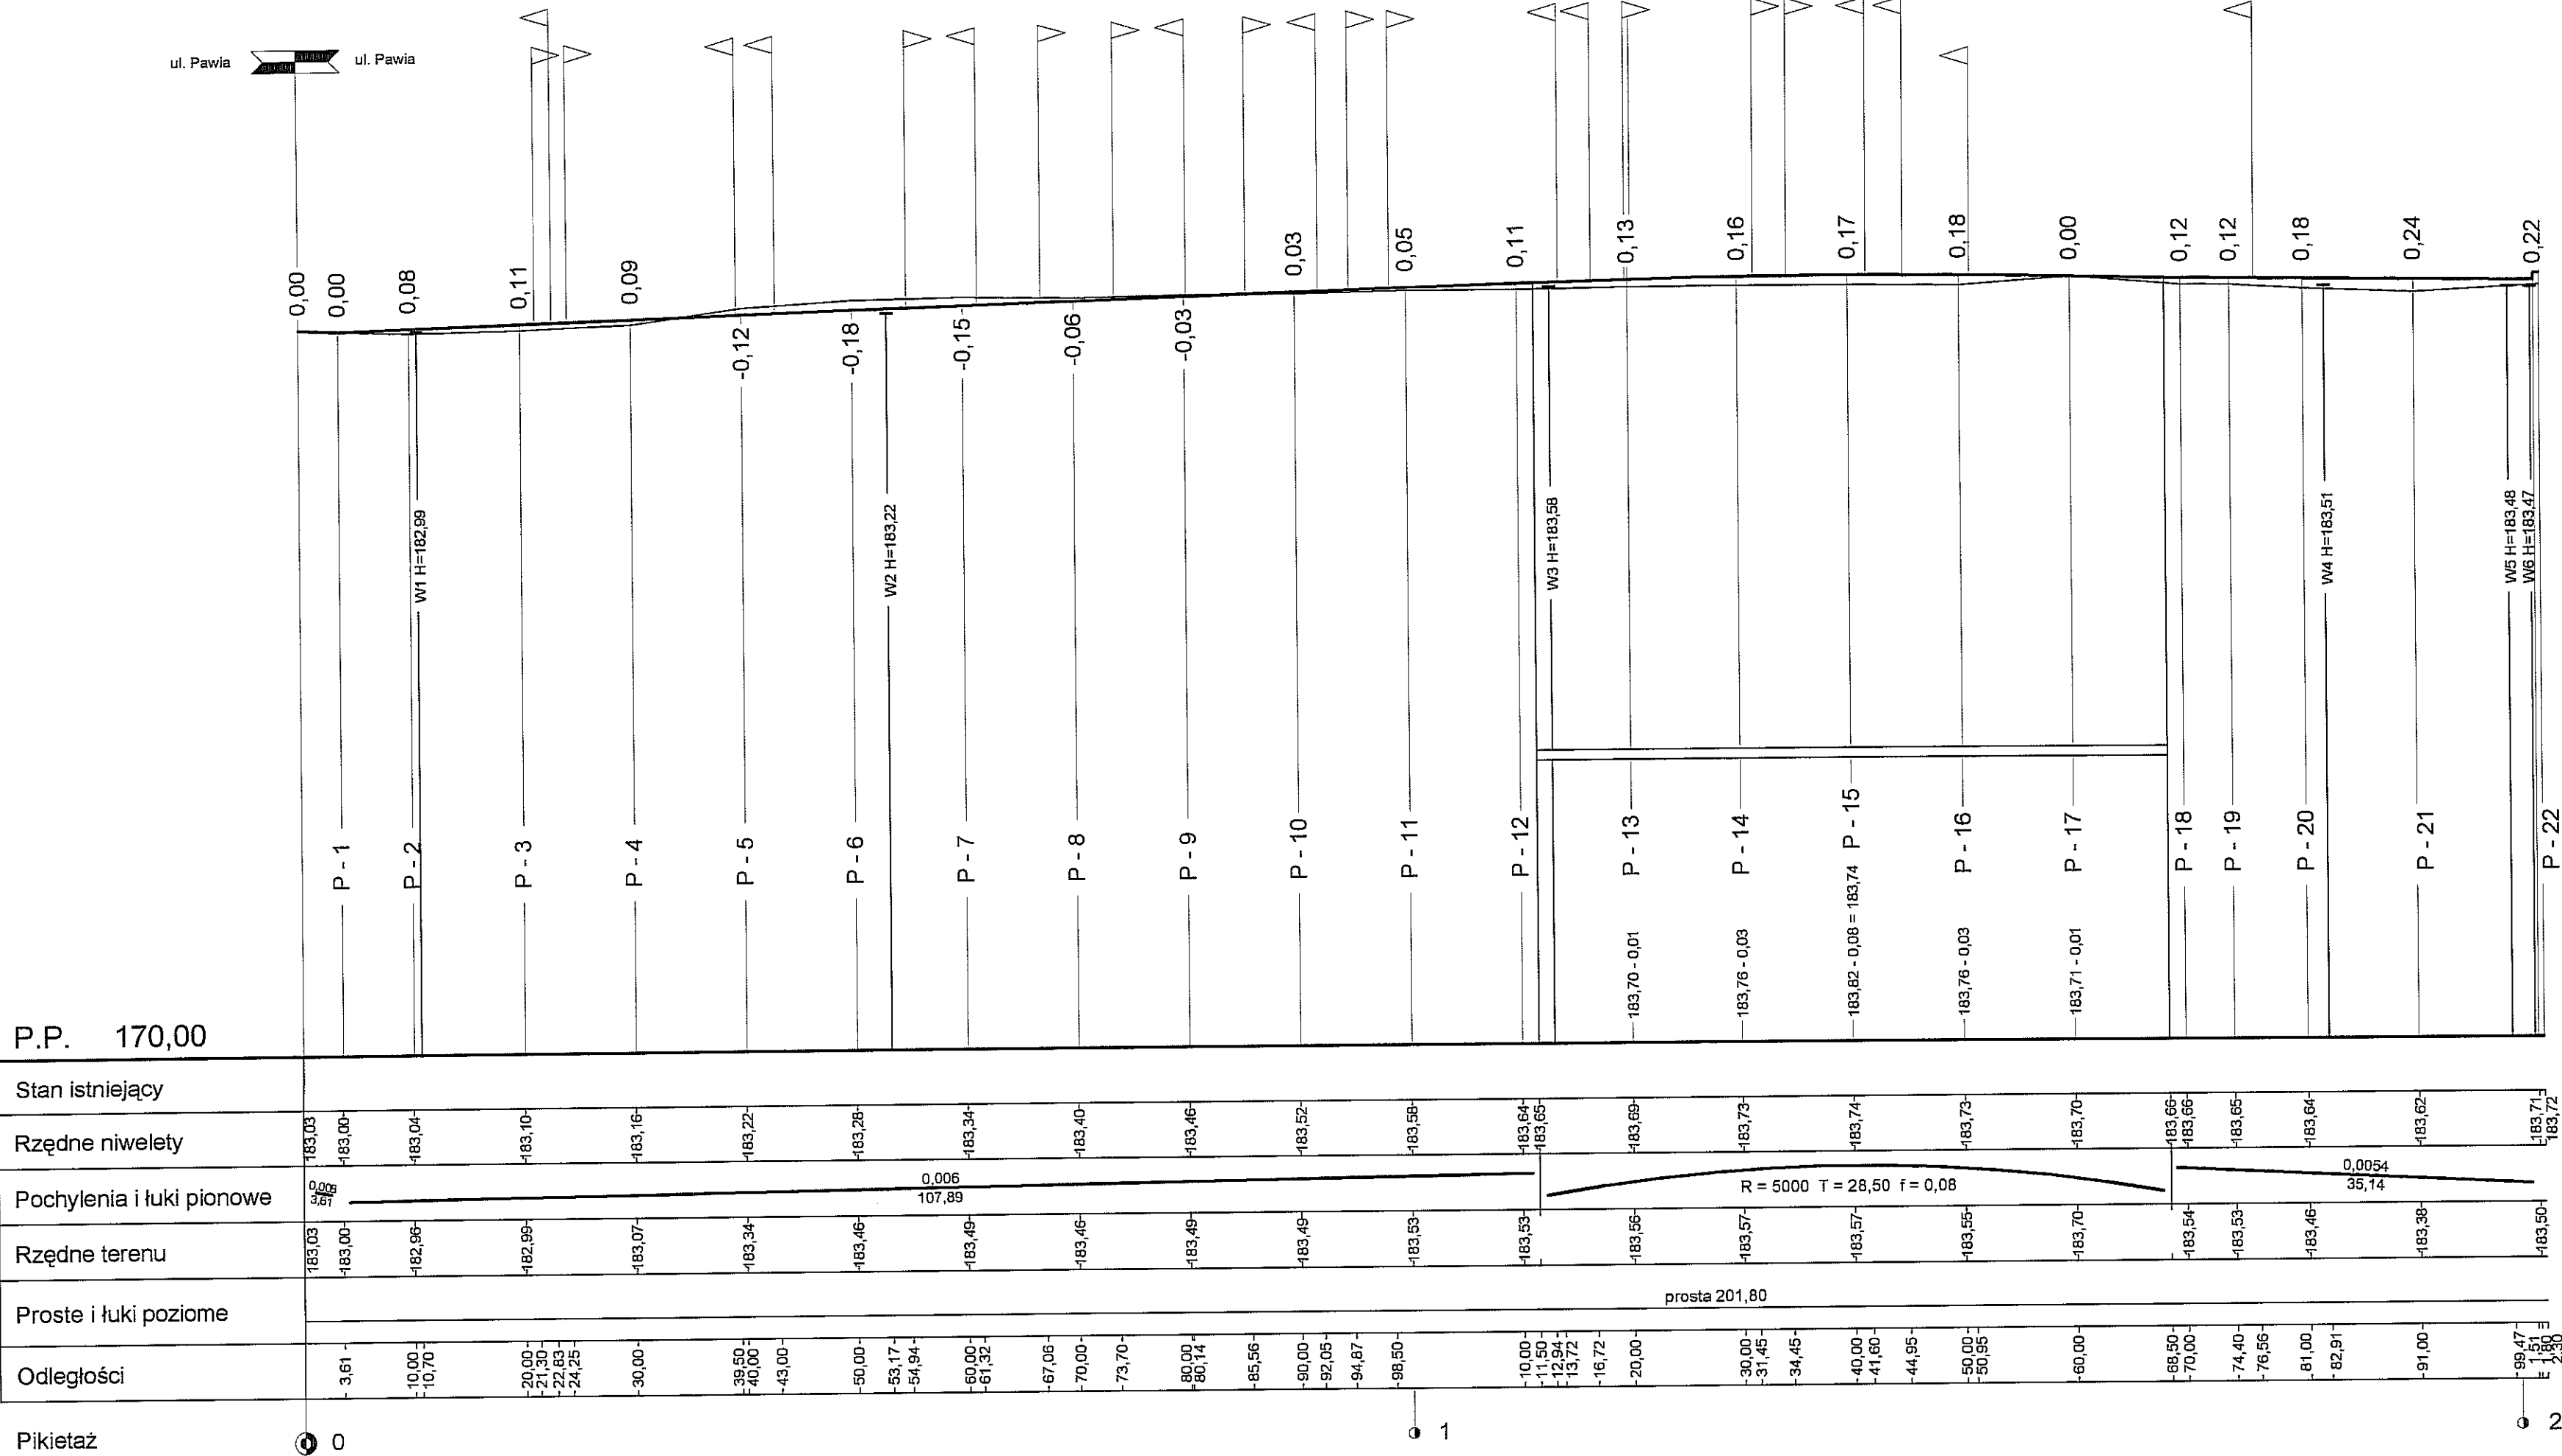 ul. Pawia
ul. Pawia
0,00
0,00
0,08
0,11
0,09
-0,12
-0,18
-0,15
-0,06
-0,03
0,03
0,05
0,11
0,13
0,16
0,17
0,18
0,00
0,12
0,12
0,18
0,24
0,22
W1 H=182,99
W2 H=183,22
W3 H=183,58
W4 H=183,51
W5 H=183,48
W6 H=183,47
P - 1
P - 2
P - 3
P - 4
P - 5
P - 6
P - 7
P - 8
P - 9
P - 10
P - 11
P - 12
P - 13
P - 14
P - 15
P - 16
P - 17
P - 18
P - 19
P - 20
P - 21
P - 22
183,70 - 0,01
183,76 - 0,03
183,82 - 0,08 = 183,74
183,76 - 0,03
183,71 - 0,01
P.P. 170,00
Stan istniejący
Rzędne niwelety
183,03
183,00
183,04
183,10
183,16
183,22
183,28
183,34
183,40
183,46
183,52
183,58
183,64
183,65
183,69
183,73
183,74
183,73
183,70
183,66
183,66
183,65
183,64
183,62
183,71
183,72
Pochylenia i łuki pionowe
3,61
0,006
107,89
R = 5000 T = 28,50 f = 0,08
0,0054
35,14
Rzędne terenu
183,03
183,00
182,96
182,99
183,07
183,34
183,46
183,49
183,46
183,49
183,49
183,53
183,53
183,56
183,57
183,57
183,55
183,70
183,54
183,53
183,46
183,38
183,50
Proste i łuki poziome
prosta 201,80
Odległości
3,61
10,00
10,70
20,00
21,30
22,83
24,25
30,00
39,50
40,00
43,00
50,00
53,17
54,94
60,00
61,32
67,06
70,00
73,70
80,00
80,14
85,56
90,00
92,05
94,87
98,50
10,00
11,50
12,94
13,72
16,72
20,00
30,00
31,45
34,45
40,00
41,60
44,95
50,00
50,95
60,00
68,50
70,00
74,40
76,56
81,00
82,91
91,00
99,47
1,51
1,80
2,30
Pikietaż
0
1
2